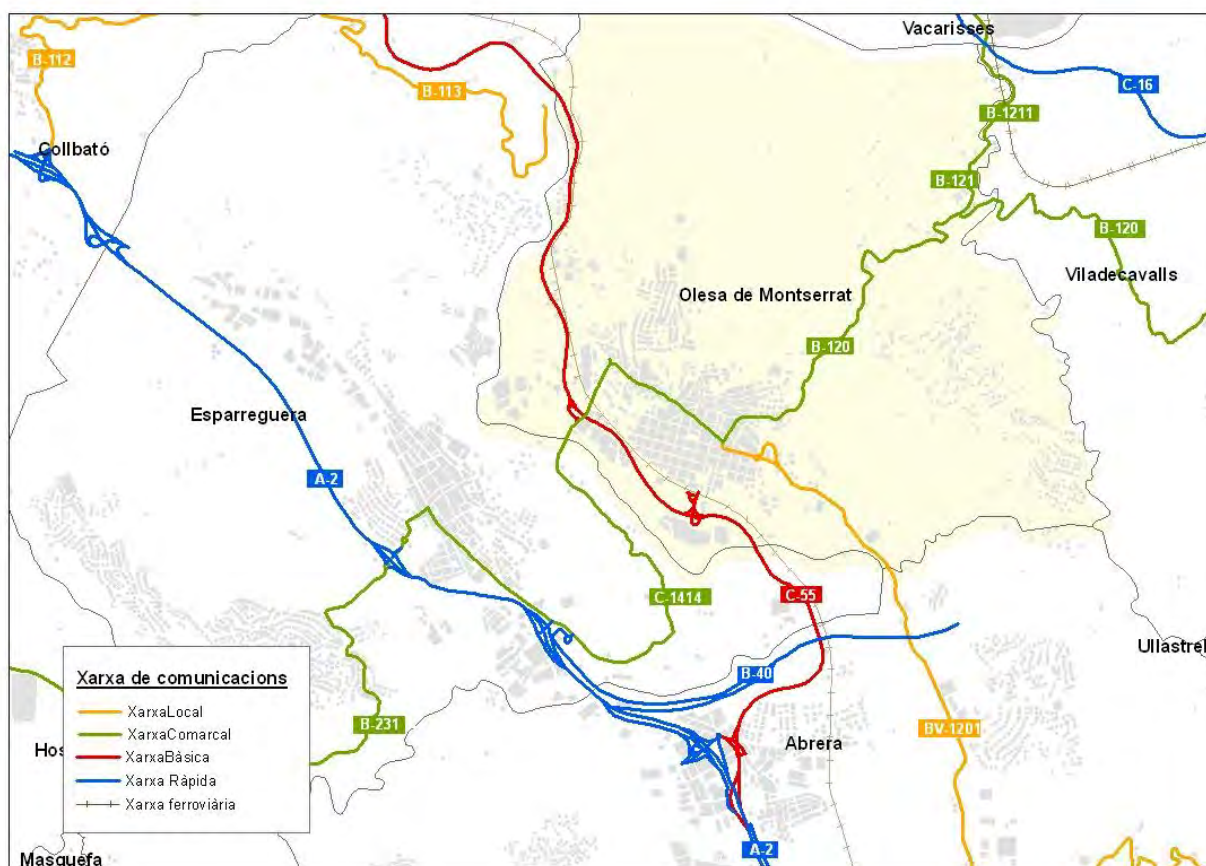 Vacarisses
B-112
B-113
C-16
B-1211
Collbató
B-121
B-120
Viladecavalls
Olesa de Montserrat
B-120
Esparreguera
A-2
C-1414
C-55
Ullastrel
B-40
B-231
BV-1201
Abrera
Hos
A-2
Masquefa
Xarxa de comunicacions
XarxaLocal
XarxaComarcal
XarxaBàsica
Xarxa Ràpida
Xarxa ferroviària